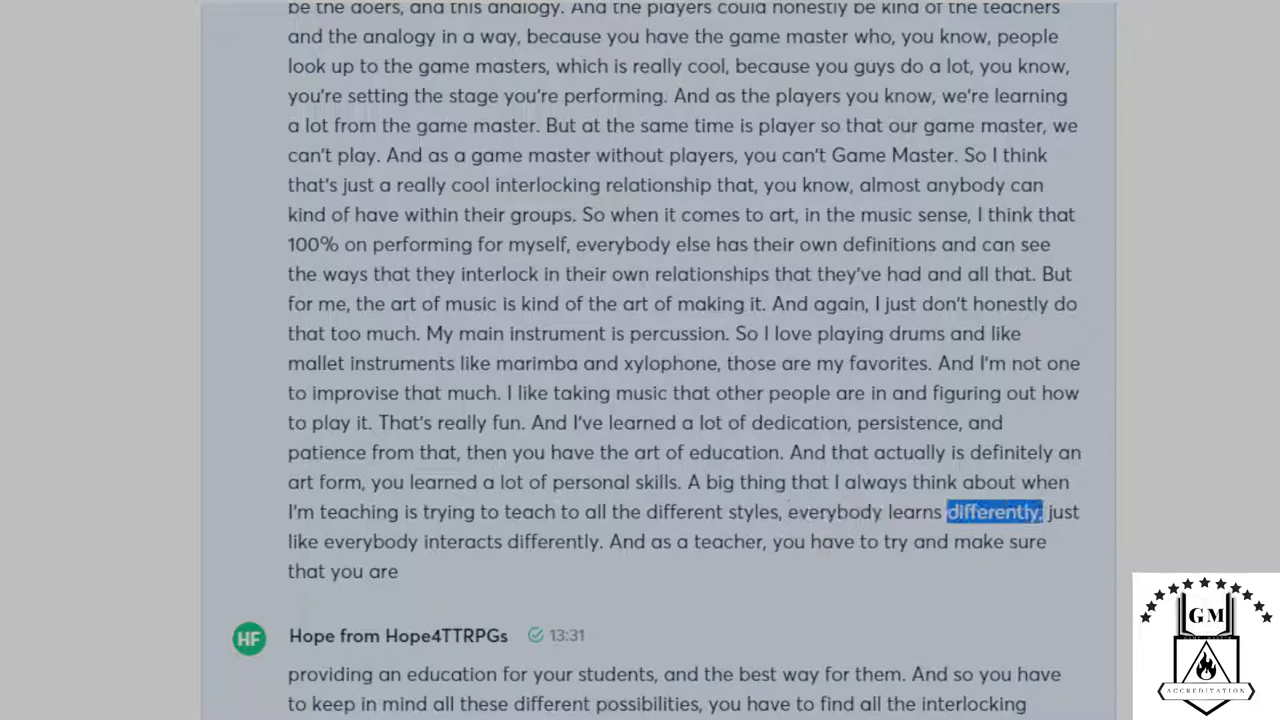 be the doers, and this analogy. And the players could honestly be kind of the teachers
and the analogy in a way, because you have the game master who, you know, people
look up to the game masters, which is really cool, because you guys do a lot, you know,
you're setting the stage you're performing. And as the players you know, we're learning
a lot from the game master. But at the same time is player so that our game master, we
can't play. And as a game master without players, you can't Game Master. So I think
that's just a really cool interlocking relationship that, you know, almost anybody can
kind of have within their groups. So when it comes to art, in the music sense, I think that
100% on performing for myself, everybody else has their own definitions and can see
the ways that they interlock in their own relationships that they've had and all that. But
for me, the art of music is kind of the art of making it. And again, I just don't honestly do
that too much. My main instrument is percussion. So I love playing drums and like
mallet instruments like marimba and xylophone, those are my favorites. And I'm not one
to improvise that much. I like taking music that other people are in and figuring out how
to play it. That's really fun. And I've learned a lot of dedication, persistence, and
patience from that, then you have the art of education. And that actually is definitely an
art form, you learned a lot of personal skills. A big thing that I always think about when
I'm teaching is trying to teach to all the different styles, everybody learns differently, just
like everybody interacts differently. And as a teacher, you have to try and make sure
that you are
HF Hope from Hope4TTRPGs 13:31
providing an education for your students, and the best way for them. And so you have
to keep in mind all these different possibilities, you have to find all the interlocking
GM
ACCREDITATION